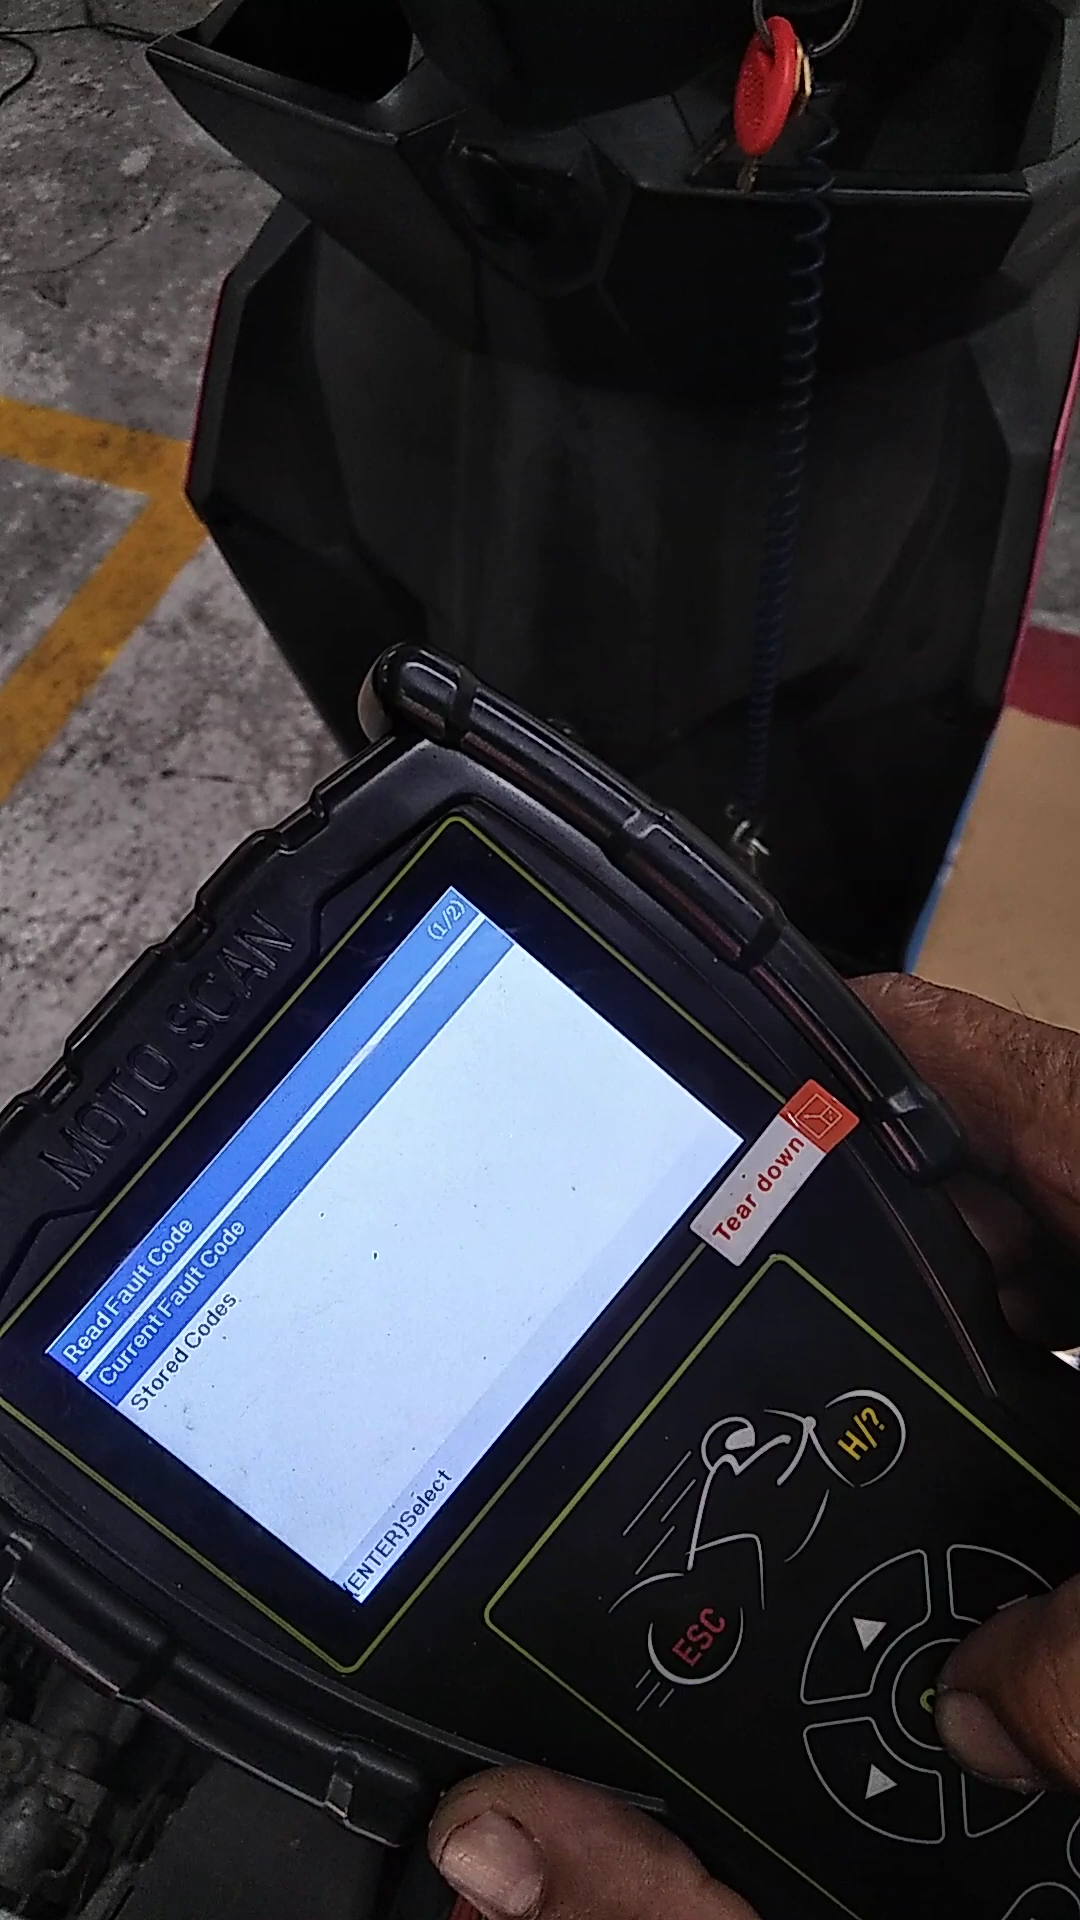 MOTO SCAN
Read Fault Code (1/2)
Current Fault Code
Stored Codes
[ENTER]Select
Tear down
H/?
ESC